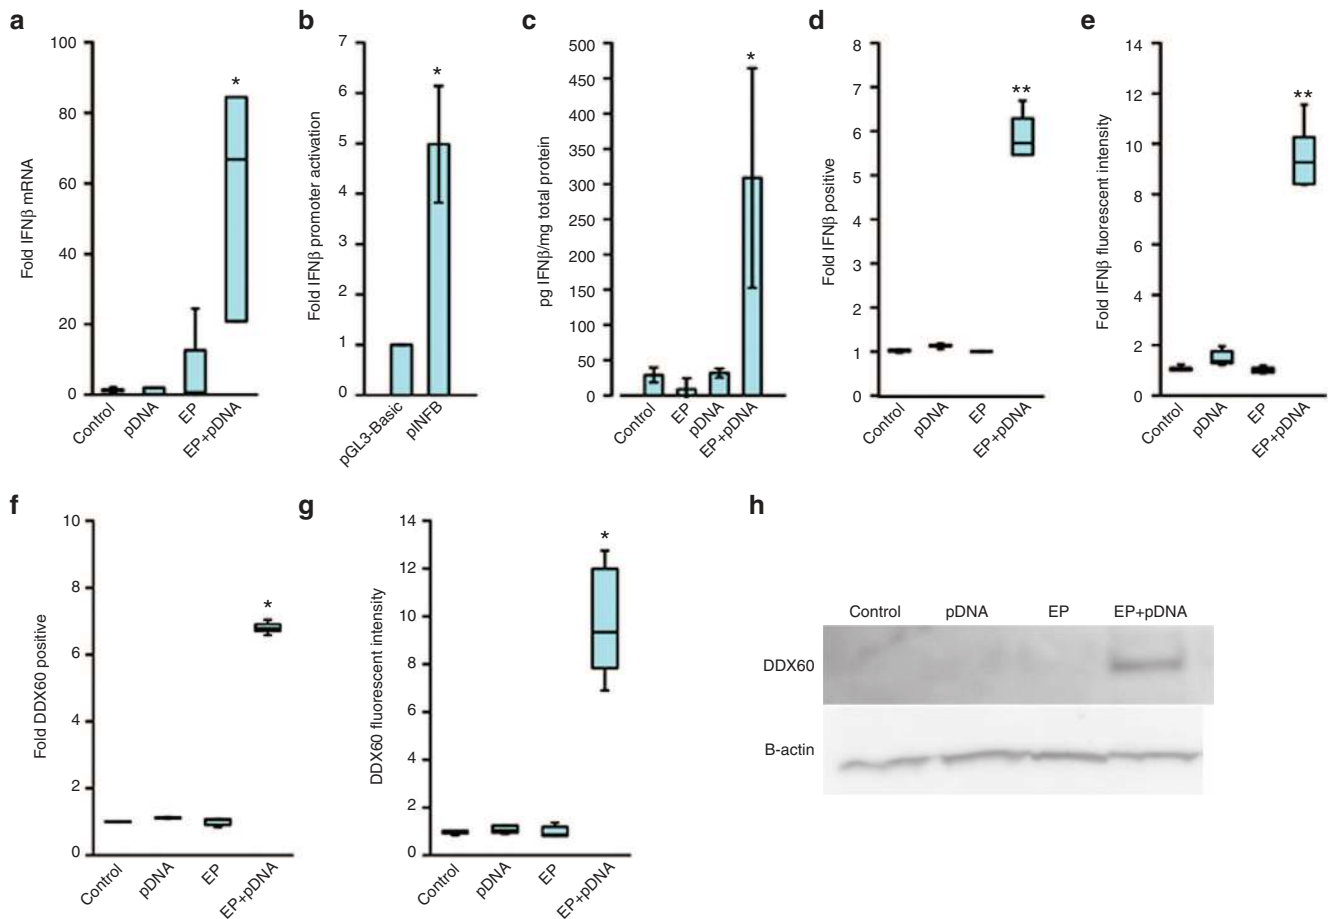 a
Fold IFNβ mRNA
100
80
60
40
20
0
*
Control
pDNA
EP
EP+pDNA
b
Fold IFNβ promoter activation
7
6
5
4
3
2
1
0
*
pGL3-Basic
pINFB
c
pg IFNβ/mg total protein
500
450
400
350
300
250
200
150
100
50
0
*
Control
EP
pDNA
EP+pDNA
d
Fold IFNβ positive
8
7
6
5
4
3
2
1
0
**
Control
pDNA
EP
EP+pDNA
e
Fold IFNβ fluorescent intensity
14
12
10
8
6
4
2
0
**
Control
pDNA
EP
EP+pDNA
f
Fold DDX60 positive
10
8
6
4
2
0
*
Control
pDNA
EP
EP+pDNA
g
DDX60 fluorescent intensity
14
12
10
8
6
4
2
0
*
Control
pDNA
EP
EP+pDNA
h
Control pDNA EP EP+pDNA
DDX60
B-actin